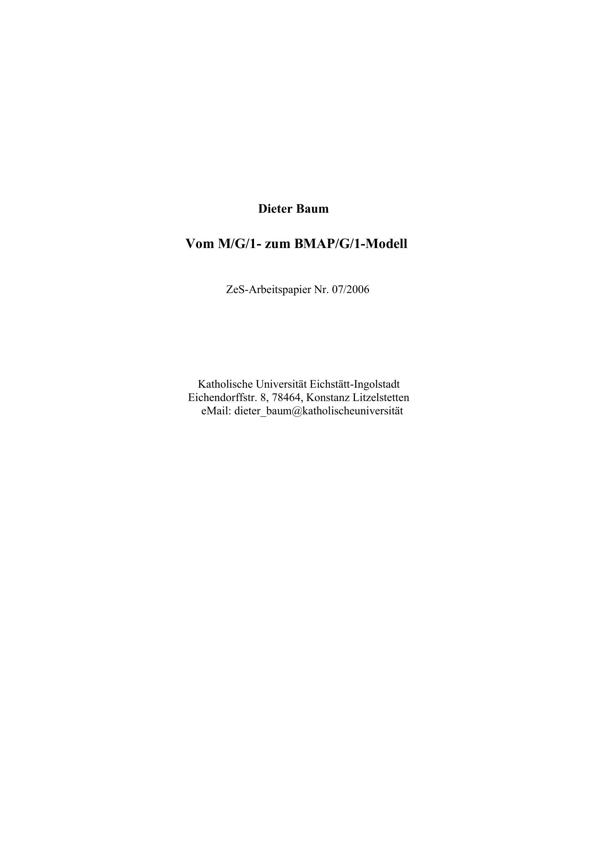 Dieter Baum
Vom M/G/1- zum BMAP/G/1-Modell
ZeS-Arbeitspapier Nr. 07/2006
Katholische Universität Eichstätt-Ingolstadt
Eichendorffstr. 8, 78464, Konstanz Litzelstetten
eMail: dieter_baum@katholischeuniversität